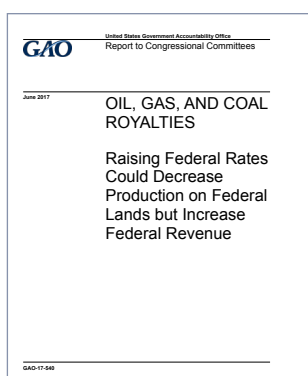 United States Government Accountability Office
GAO
Report to Congressional Committees
June 2017
OIL, GAS, AND COAL
ROYALTIES
Raising Federal Rates
Could Decrease
Production on Federal
Lands but Increase
Federal Revenue
GAO-17-540